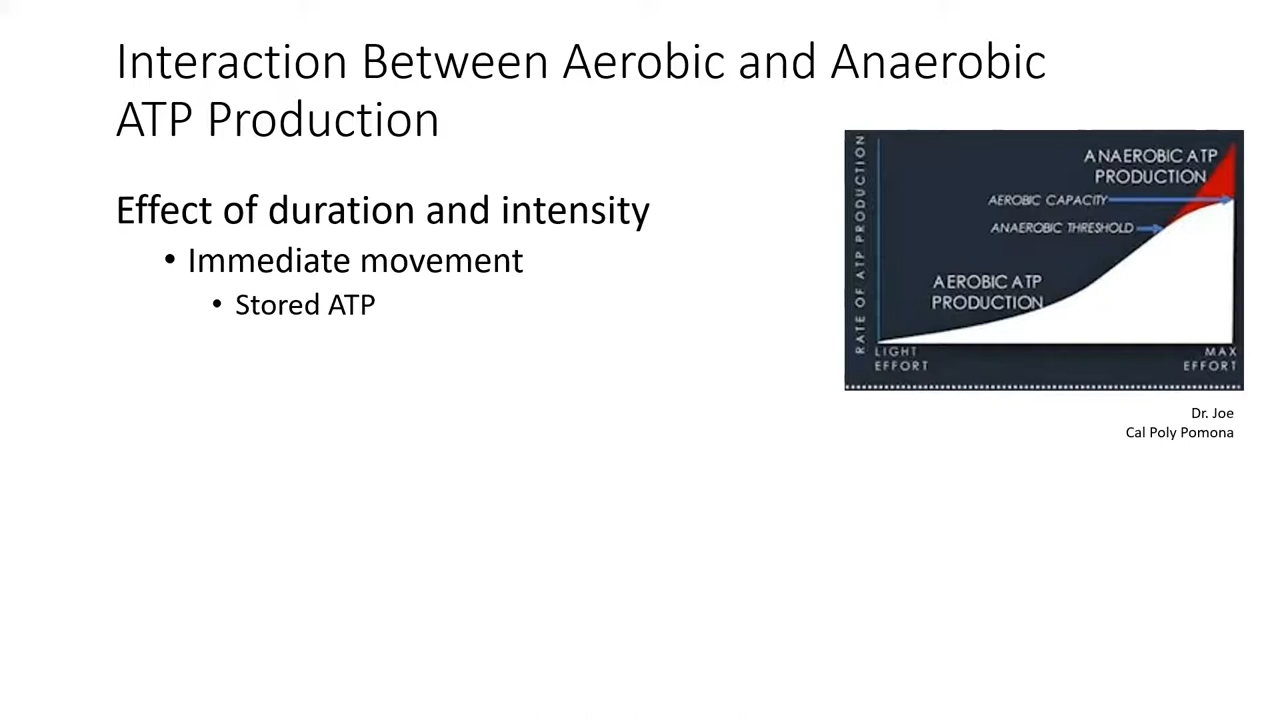 Interaction Between Aerobic and Anaerobic
ATP Production
Effect of duration and intensity
• Immediate movement
• Stored ATP
RATE OF ATP PRODUCTION
ANAEROBIC ATP
PRODUCTION
AEROBIC CAPACITY
ANAEROBIC THRESHOLD
AEROBIC ATP
PRODUCTION
LIGHT
EFFORT
MAX
EFFORT
Dr. Joe
Cal Poly Pomona